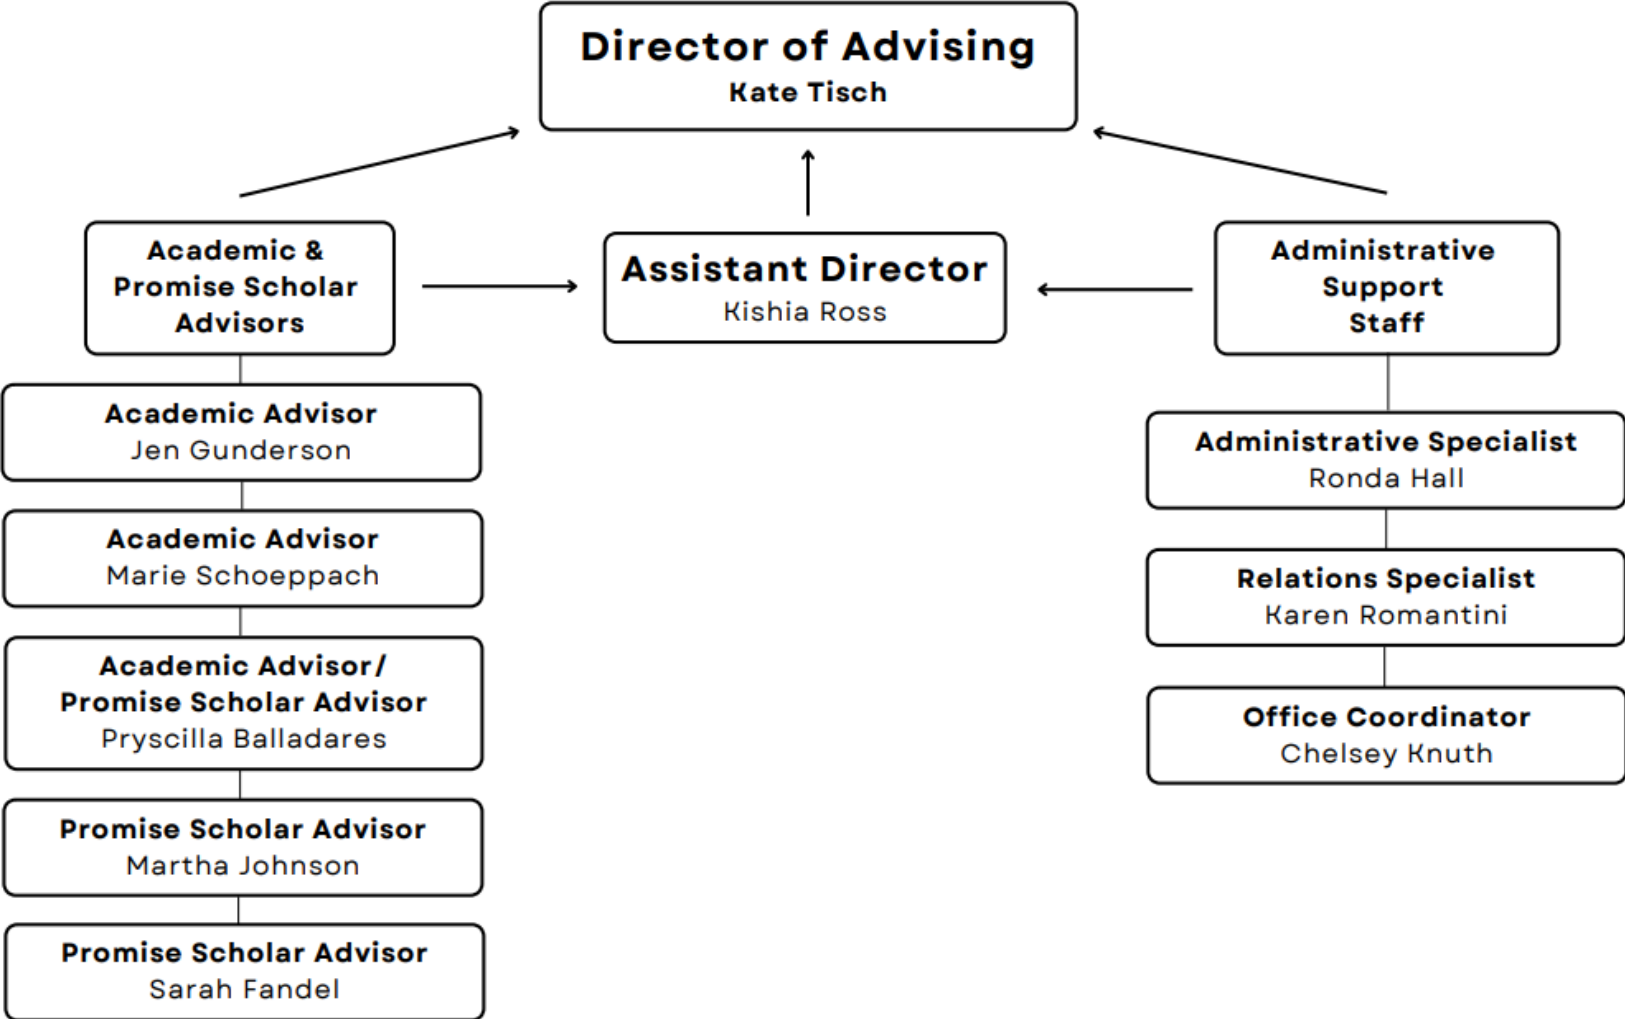 Director of Advising
Kate Tisch
Academic &
Promise Scholar
Advisors
Assistant Director
Kishia Ross
Administrative
Support
Staff
Academic Advisor
Jen Gunderson
Academic Advisor
Marie Schoeppach
Academic Advisor/
Promise Scholar Advisor
Pryscilla Balladares
Promise Scholar Advisor
Martha Johnson
Promise Scholar Advisor
Sarah Fandel
Administrative Specialist
Ronda Hall
Relations Specialist
Karen Romantini
Office Coordinator
Chelsey Knuth